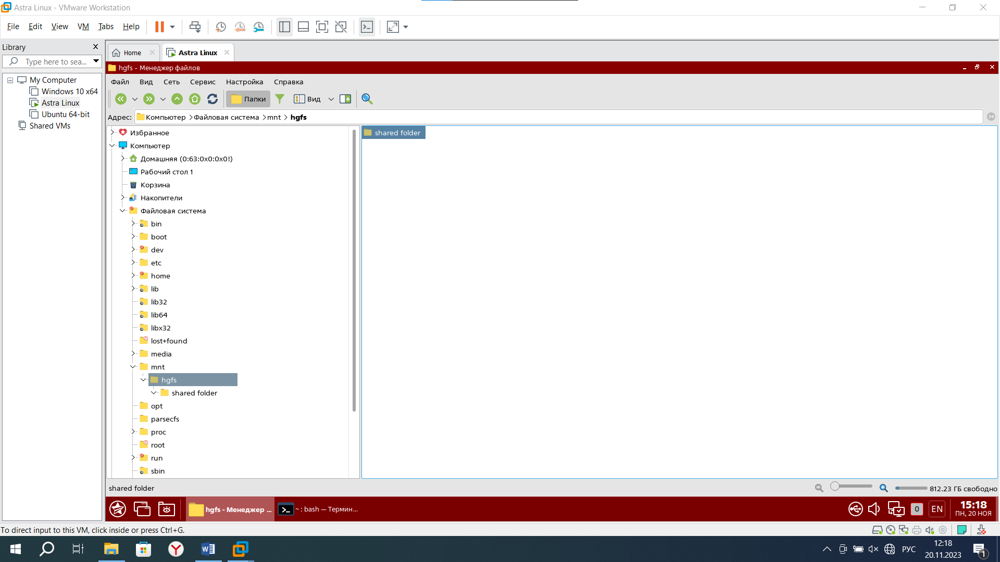 Astra Linux - VMware Workstation
File Edit View VM Tabs Help
Library
Type here to sea...
My Computer
Windows 10 x64
Astra Linux
Ubuntu 64-bit
Shared VMs
Home
Astra Linux
hgfs - Менеджер файлов
Файл Вид Сеть Сервис Настройка Справка
Папки
Вид
Адрес: Компьютер Файловая система mnt hgfs
Избранное
Компьютер
Домашняя (0:63:0x0:0x0!)
Рабочий стол 1
Корзина
Накопители
Файловая система
bin
boot
dev
etc
home
lib
lib32
lib64
libx32
lost+found
media
mnt
hgfs
shared folder
opt
parsecfs
proc
root
run
sbin
shared folder
shared folder
812.23 ГБ свободно
hgfs - Менеджер ...
~ : bash — Термин...
0
EN
15:18
ПН, 20 НОЯ
To direct input to this VM, click inside or press Ctrl+G.
РУС
12:18
20.11.2023
1